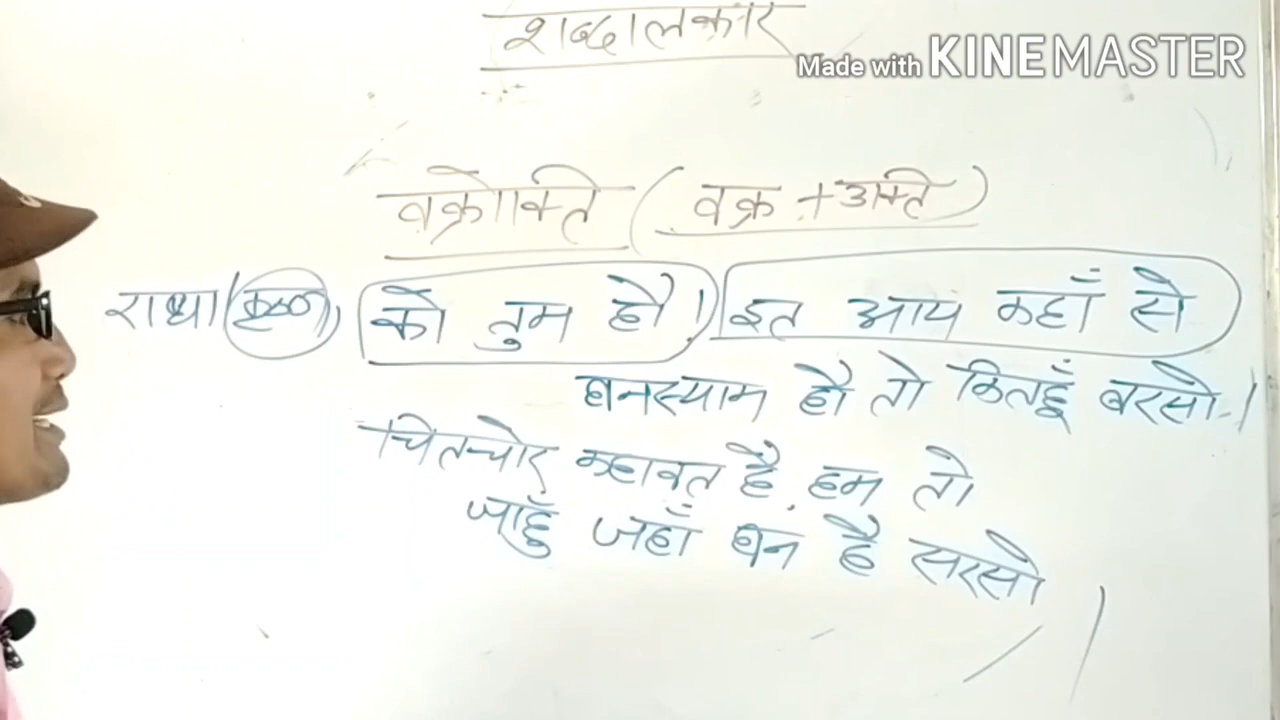 शब्दालंकार
Made with KINEMASTER
वक्रोक्ति ( वक्र + उक्ति )
राधा/कृष्ण, को तुम हौ! इत आये कहाँ से
घनस्याम हौ तो कितहूँ बरसो।
चितचोर कहावत है हम तो
जाहुँ जहाँ धन है सरसो